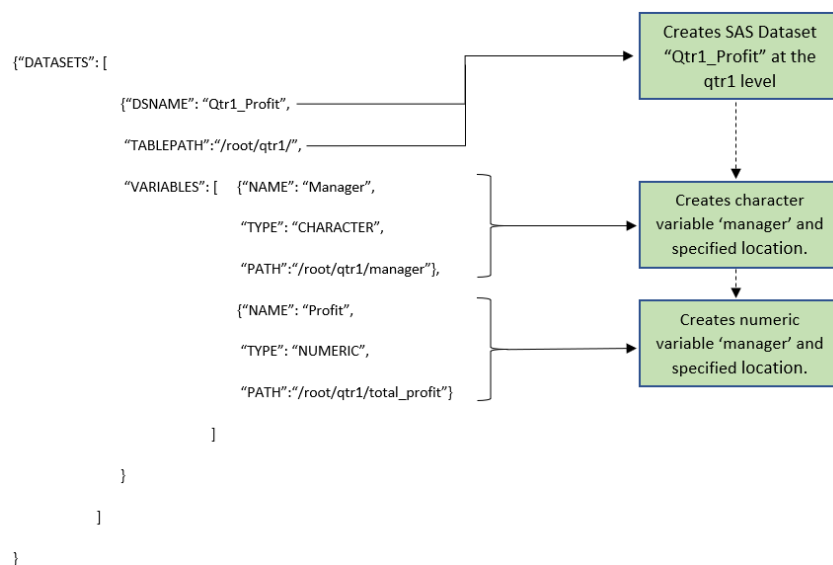 {“DATASETS”: [
{“DSNAME”: “Qtr1_Profit”,
“TABLEPATH”:“/root/qtr1/”,
“VARIABLES”: [ {“NAME”: “Manager”,
“TYPE”: “CHARACTER”,
“PATH”:“/root/qtr1/manager”},
{“NAME”: “Profit”,
“TYPE”: “NUMERIC”,
“PATH”:“/root/qtr1/total_profit”}
]
}
]
}
Creates SAS Dataset
“Qtr1_Profit” at the
qtr1 level
Creates character
variable ‘manager’ and
specified location.
Creates numeric
variable ‘manager’ and
specified location.